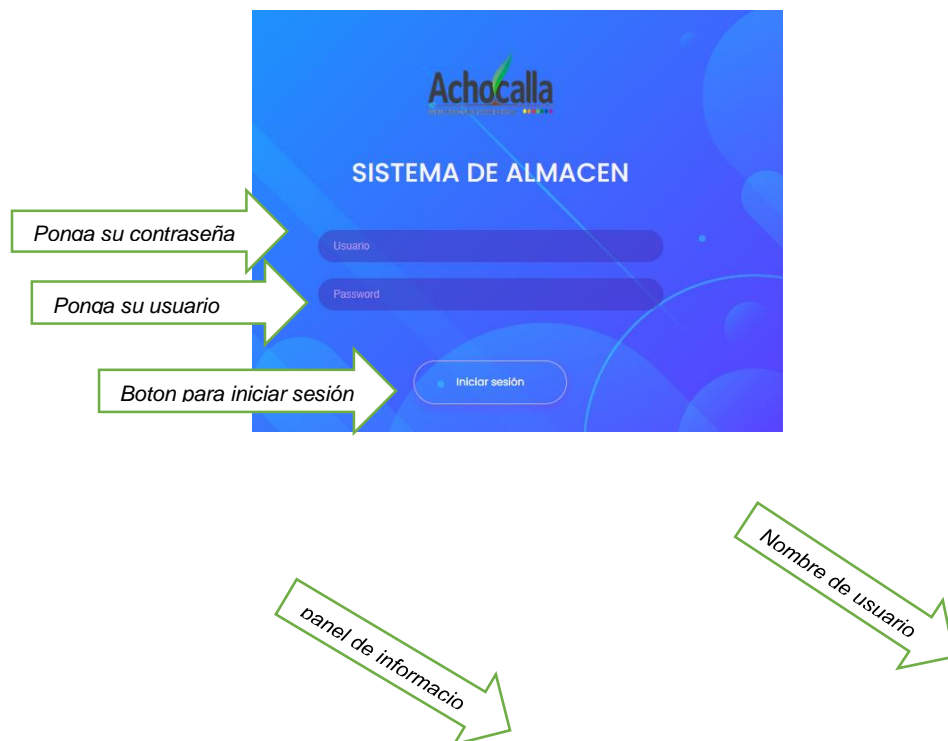 Achocalla
SISTEMA DE ALMACEN
Ponga su contraseña
Usuario
Ponga su usuario
Password
Boton para iniciar sesión
Iniciar sesión
Nombre de usuario
panel de informacio